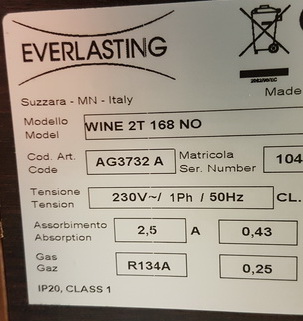 EVERLASTING
Suzzara - MN - Italy
Made
Modello
Model
WINE 2T 168 NO
Cod. Art.
Code
AG3732 A
Matricola
Ser. Number
104
Tensione
Tension
230V~/ 1Ph / 50Hz
CL.
Assorbimento
Absorption
2,5 A
0,43
Gas
Gaz
R134A
0,25
IP20, CLASS 1